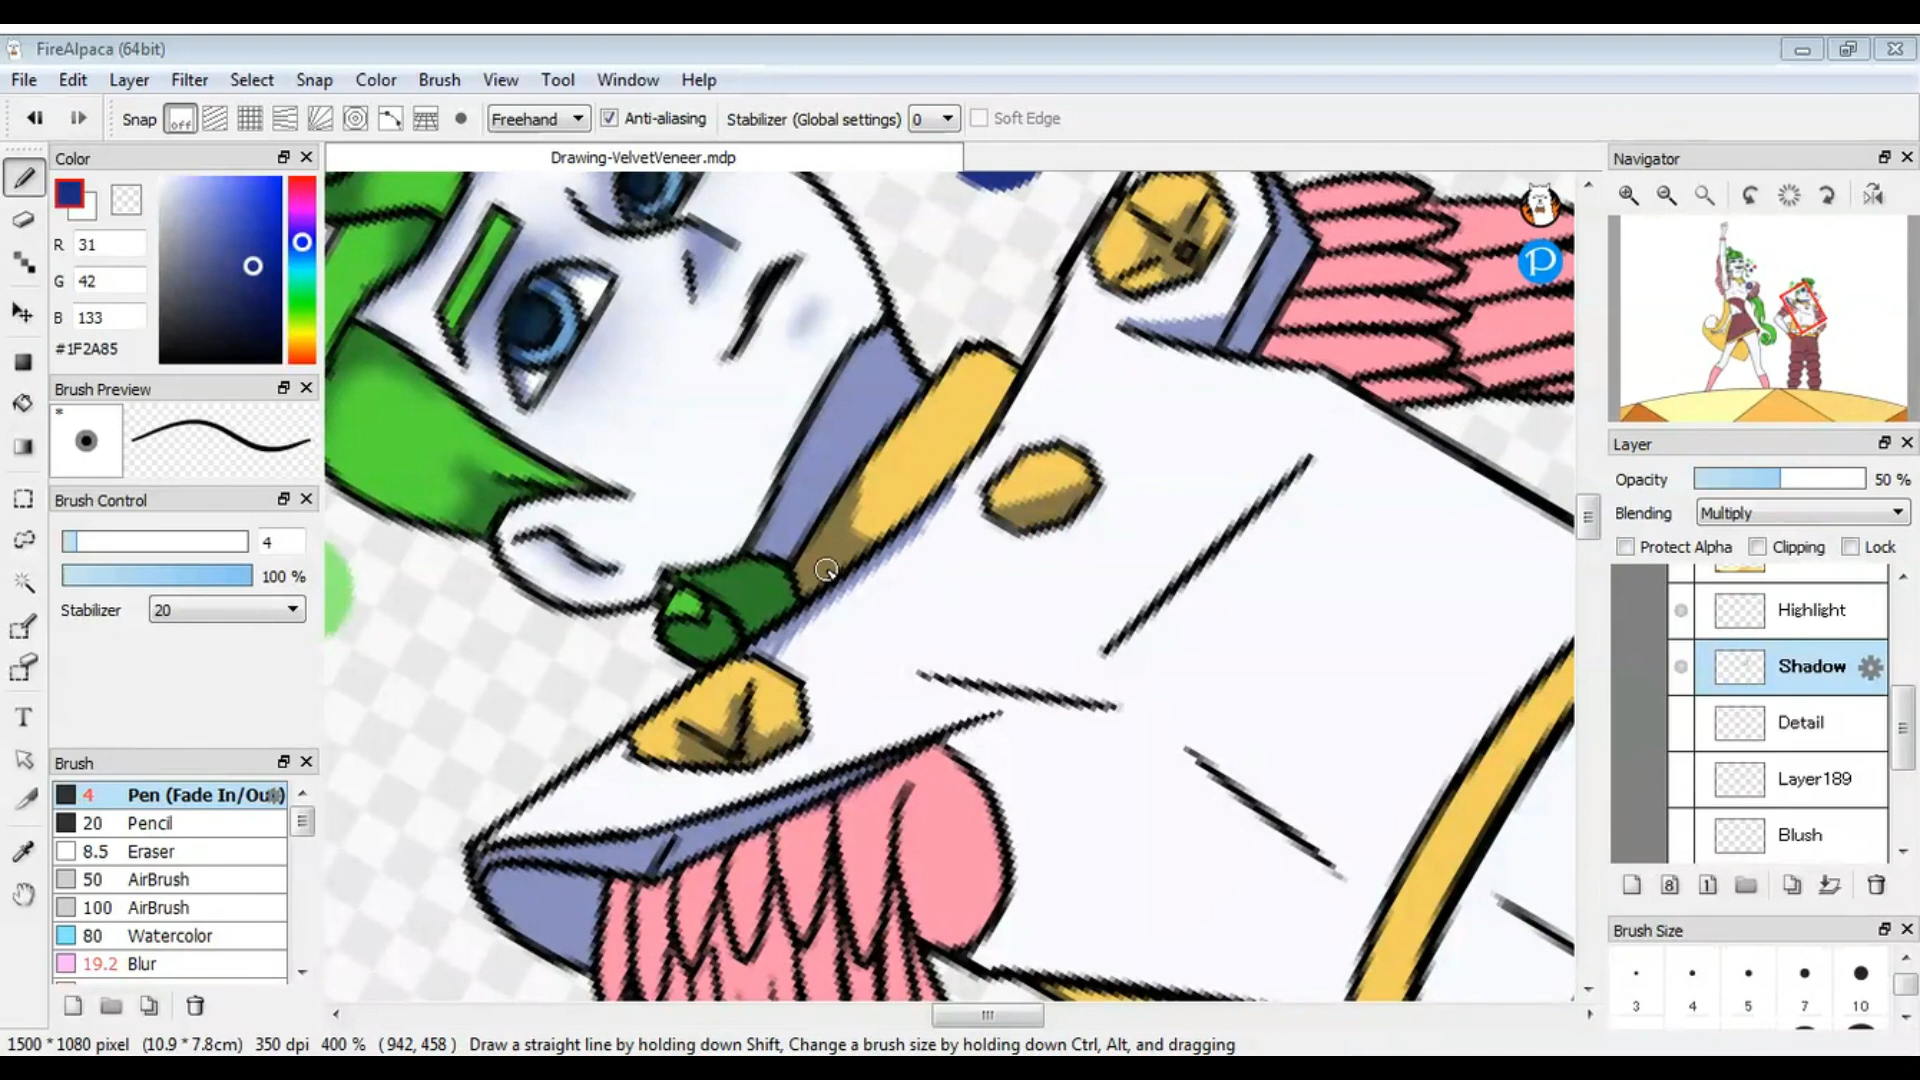 FireAlpaca (64bit)
File Edit Layer Filter Select Snap Color Brush View Tool Window Help
Snap off Freehand Anti-aliasing Stabilizer (Global settings) 0 Soft Edge
Color
Drawing-VelvetVeneer.mdp
Navigator
R 31
G 42
B 133
#1F2A85
P
Brush Preview
*
Layer
Opacity 50 %
Blending Multiply
Protect Alpha Clipping Lock
Brush Control
4
100 %
Stabilizer 20
Highlight
Shadow
Detail
Layer189
Blush
T
Brush
4 Pen (Fade In/Out)
20 Pencil
8.5 Eraser
50 AirBrush
100 AirBrush
80 Watercolor
19.2 Blur
8 1
Brush Size
3 4 5 7 10
1500 * 1080 pixel (10.9 * 7.8cm) 350 dpi 400 % ( 942, 458 ) Draw a straight line by holding down Shift, Change a brush size by holding down Ctrl, Alt, and dragging